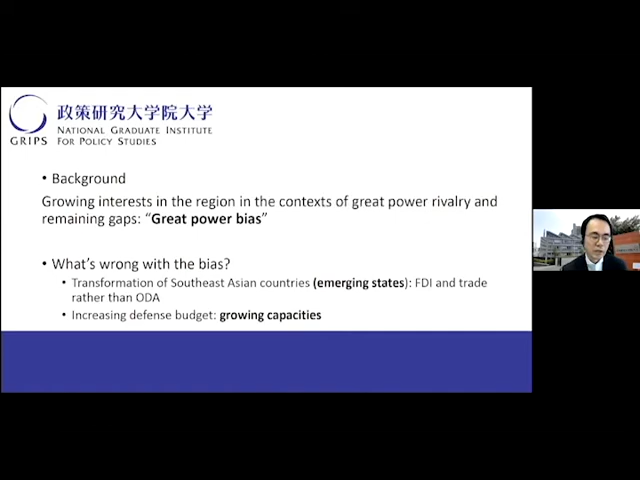 政策研究大学院大学
NATIONAL GRADUATE INSTITUTE
FOR POLICY STUDIES
GRIPS
• Background
Growing interests in the region in the contexts of great power rivalry and
remaining gaps: “Great power bias”
• What’s wrong with the bias?
• Transformation of Southeast Asian countries (emerging states): FDI and trade
rather than ODA
• Increasing defense budget: growing capacities